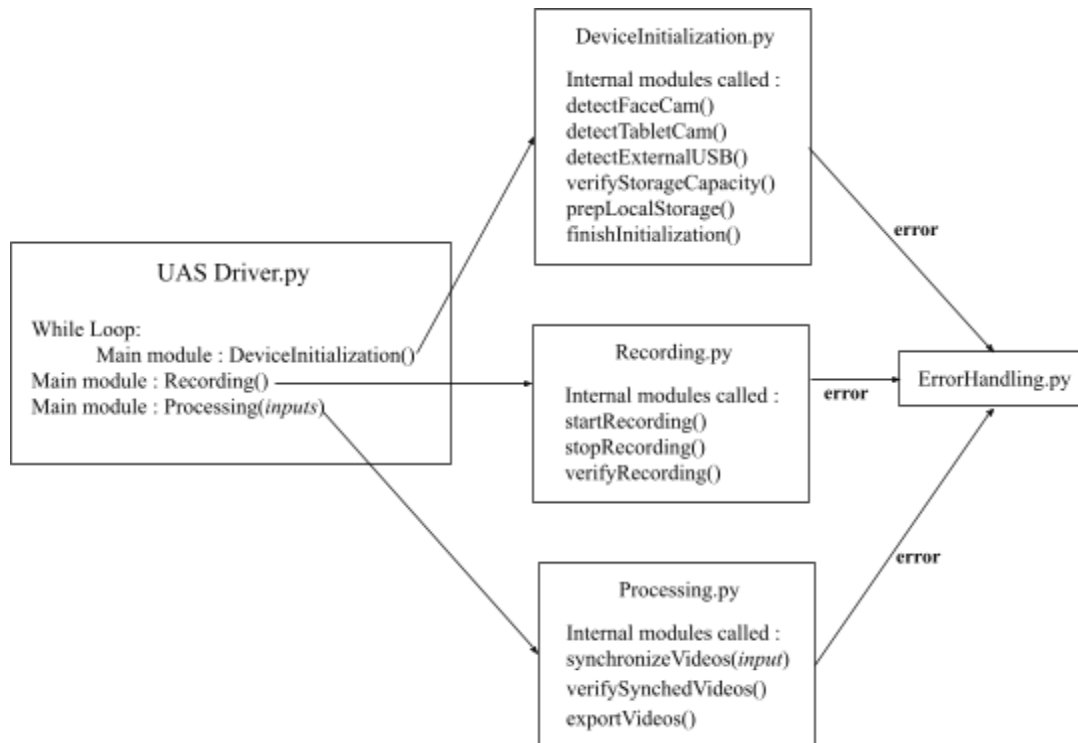 UAS Driver.py
While Loop:
Main module : DeviceInitialization()
Main module : Recording()
Main module : Processing(inputs)
DeviceInitialization.py
Internal modules called :
detectFaceCam()
detectTabletCam()
detectExternalUSB()
verifyStorageCapacity()
prepLocalStorage()
finishInitialization()
error
Recording.py
Internal modules called :
startRecording()
stopRecording()
verifyRecording()
error
Processing.py
Internal modules called :
synchronizeVideos(input)
verifySynchedVideos()
exportVideos()
error
ErrorHandling.py